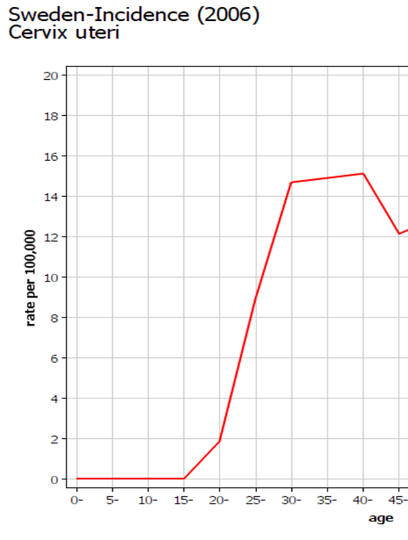 Sweden-Incidence (2006)
Cervix uteri
20
18
16
14
12
10
8
6
4
2
0
rate per 100,000
0- 5- 10- 15- 20- 25- 30- 35- 40- 45-
age